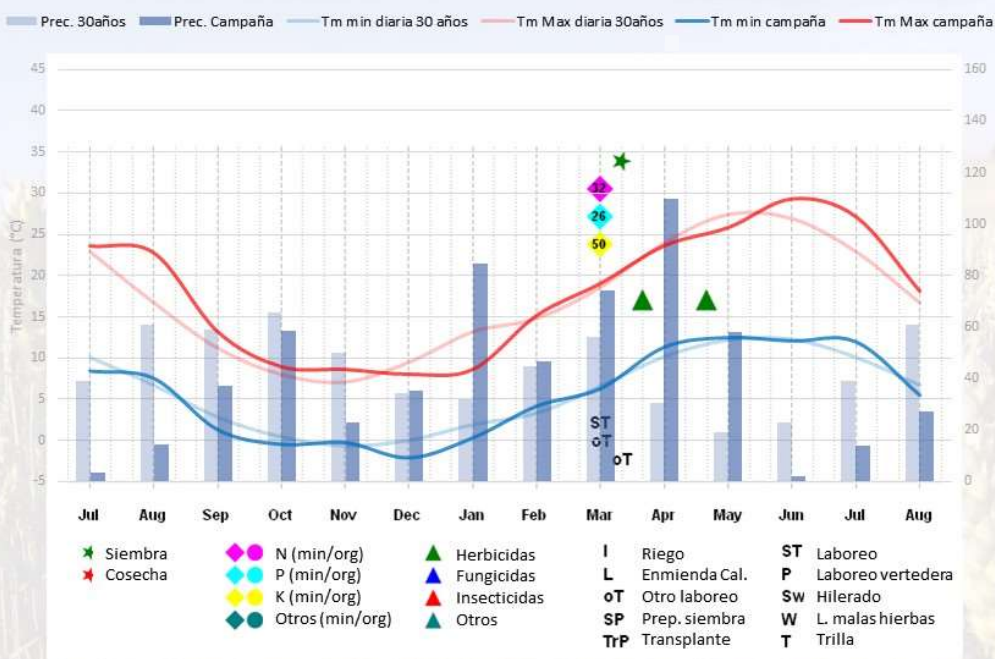 Prec. 30años Prec. Campaña Tm min diaria 30 años Tm Max diaria 30años Tm min campaña Tm Max campaña
45 160
40 140
35 120
30 100
25 80
20 60
15 40
10 20
5 0
0
-5
Temperatura (°C)
32
26
50
ST
oT
oT
Jul Aug Sep Oct Nov Dec Jan Feb Mar Apr May Jun Jul Aug
Siembra N (min/org) Herbicidas I Riego ST Laboreo
Cosecha P (min/org) Fungicidas L Enmienda Cal. P Laboreo vertedera
K (min/org) Insecticidas oT Otro laboreo Sw Hilerado
Otros (min/org) Otros SP Prep. siembra W L. malas hierbas
TrP Transplante T Trilla